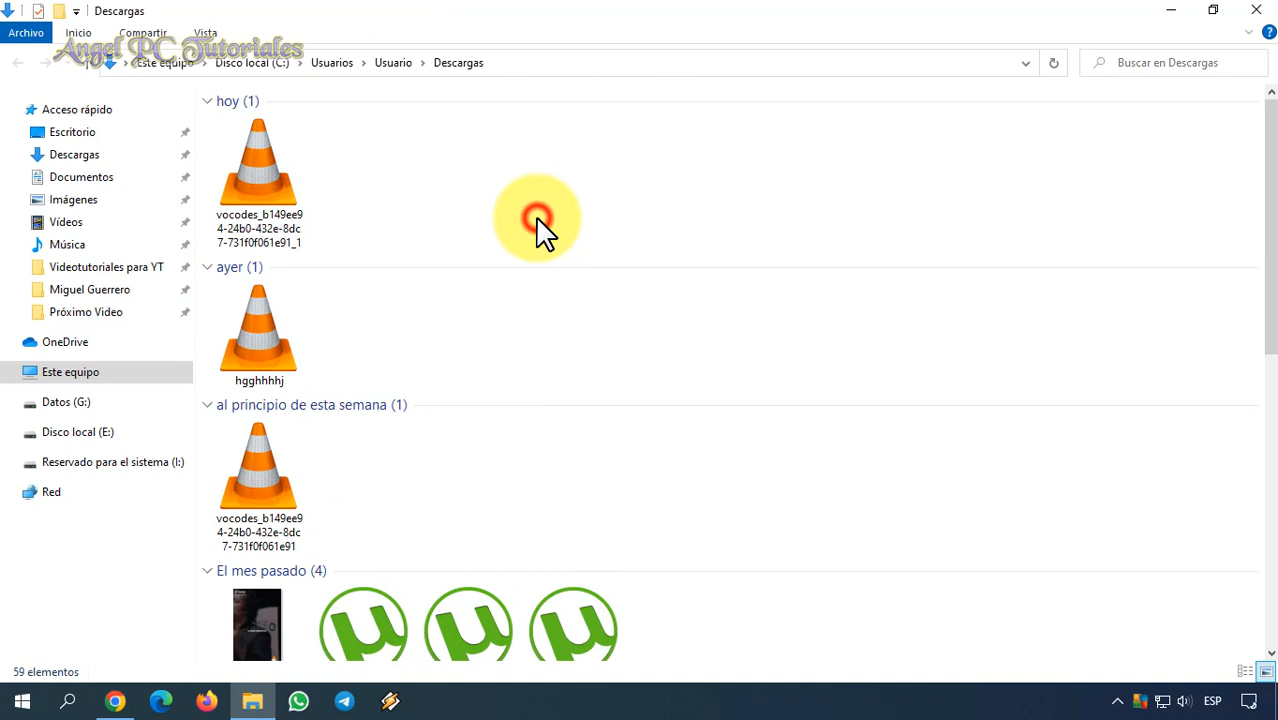 Descargas
Archivo Inicio Compartir Vista
Angel PC Tutoriales
Este equipo Disco local (C:) Usuarios Usuario Descargas
Buscar en Descargas
Acceso rápido
Escritorio
Descargas
Documentos
Imágenes
Vídeos
Música
Videotutoriales para YT
Miguel Guerrero
Próximo Video
OneDrive
Este equipo
Datos (G:)
Disco local (E:)
Reservado para el sistema (I:)
Red
hoy (1)
vocodes_b149ee9
4-24b0-432e-8dc
7-731f0f061e91_1
ayer (1)
hgghhhhj
al principio de esta semana (1)
vocodes_b149ee9
4-24b0-432e-8dc
7-731f0f061e91
El mes pasado (4)
59 elementos
ESP